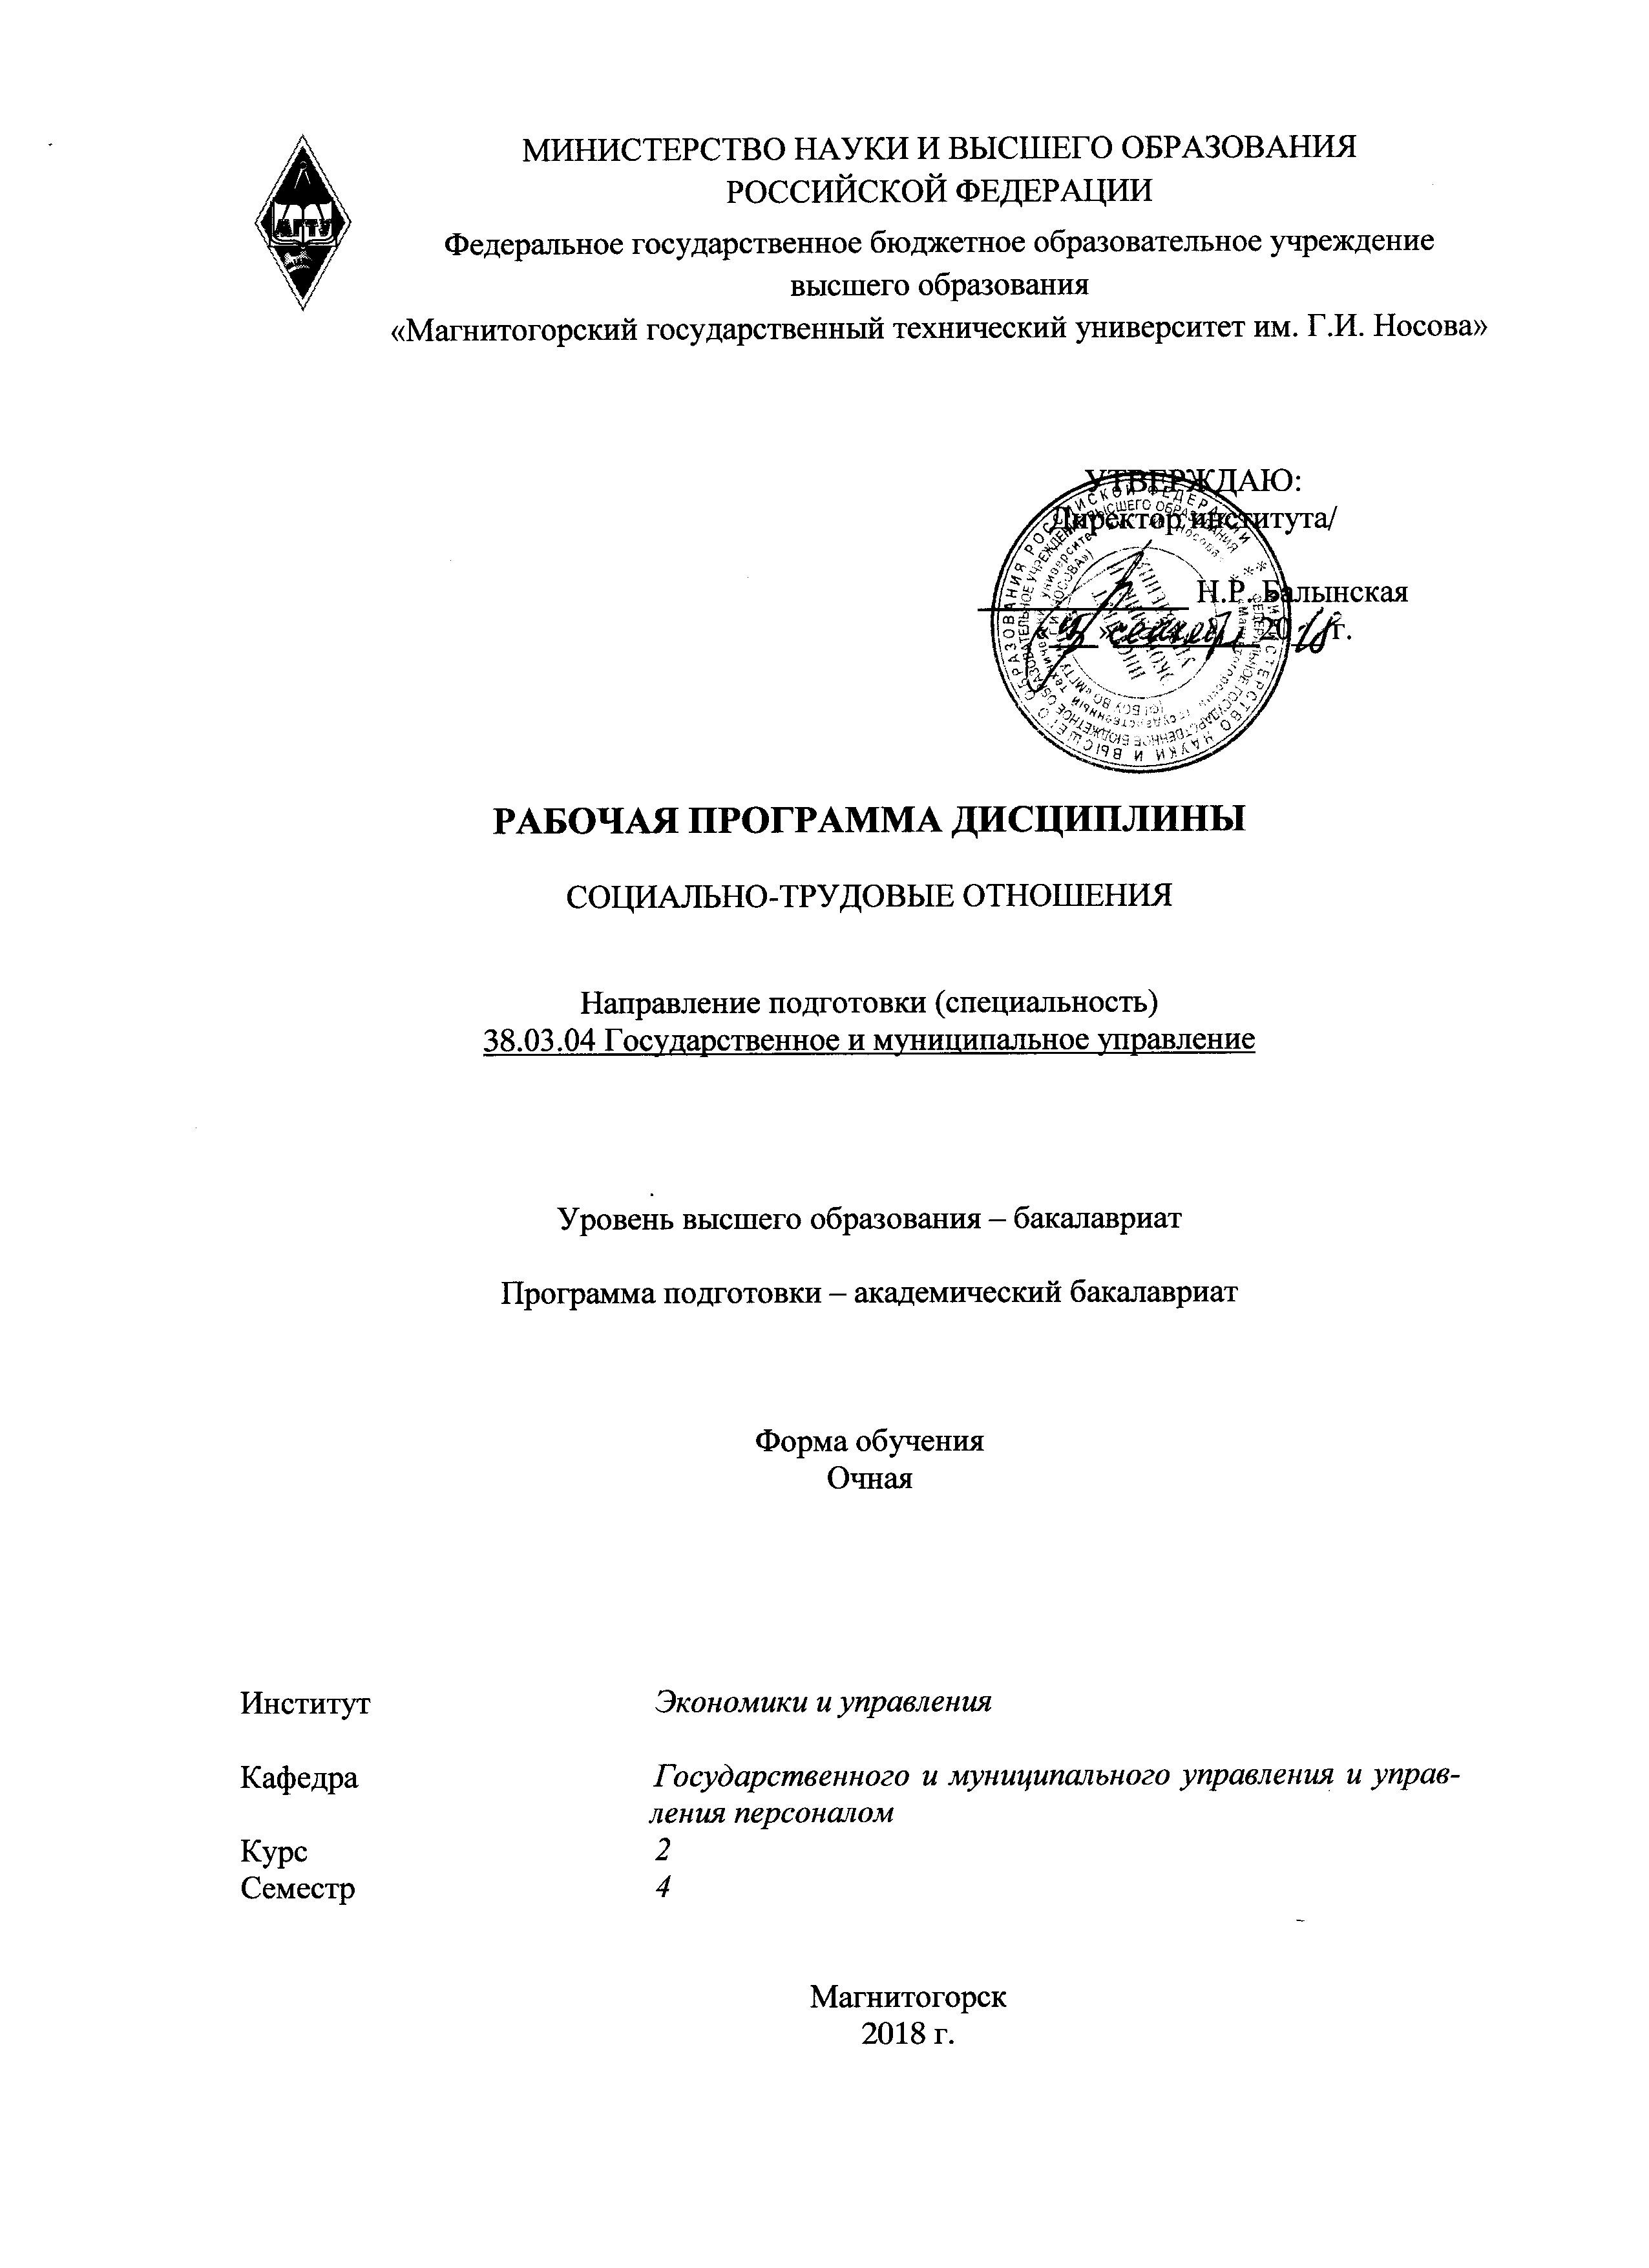 МГТУ
МИНИСТЕРСТВО НАУКИ И ВЫСШЕГО ОБРАЗОВАНИЯ
РОССИЙСКОЙ ФЕДЕРАЦИИ
Федеральное государственное бюджетное образовательное учреждение
высшего образования
«Магнитогорский государственный технический университет им. Г.И. Носова»
УТВЕРЖДАЮ:
Директор института/
Н.Р. Балынская
« » 2018 г.
РАБОЧАЯ ПРОГРАММА ДИСЦИПЛИНЫ
СОЦИАЛЬНО-ТРУДОВЫЕ ОТНОШЕНИЯ
Направление подготовки (специальность)
38.03.04 Государственное и муниципальное управление
Уровень высшего образования – бакалавриат
Программа подготовки – академический бакалавриат
Форма обучения
Очная
Институт Экономики и управления
Кафедра Государственного и муниципального управления и управ-
ления персоналом
Курс 2
Семестр 4
Магнитогорск
2018 г.